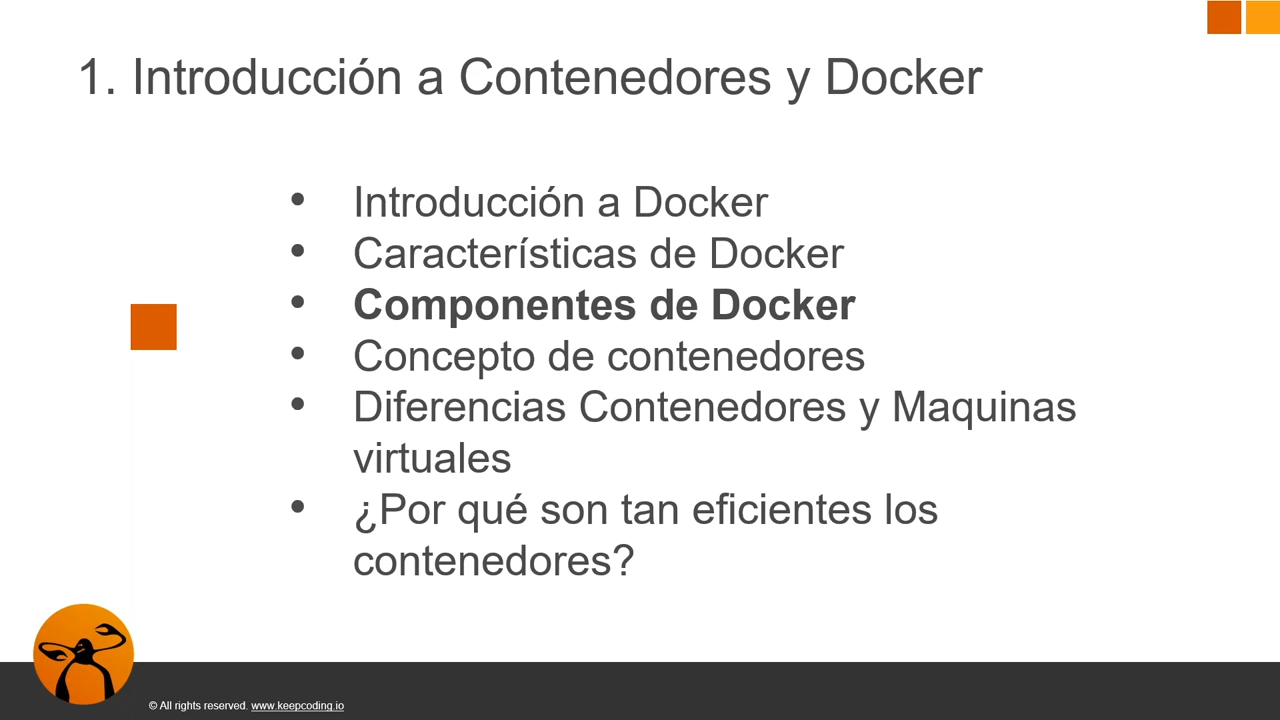 1. Introducción a Contenedores y Docker
• Introducción a Docker
• Características de Docker
• Componentes de Docker
• Concepto de contenedores
• Diferencias Contenedores y Maquinas
virtuales
• ¿Por qué son tan eficientes los
contenedores?
© All rights reserved. www.keepcoding.io